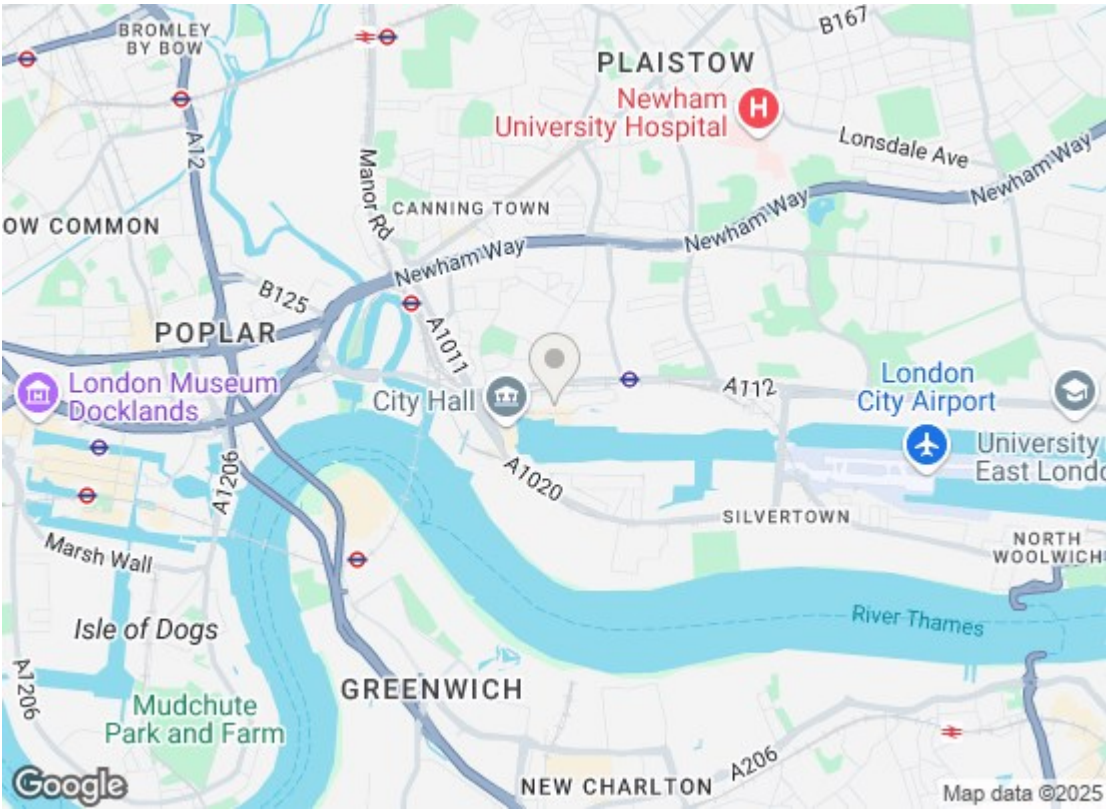 BROMLEY
BY BOW
B167
PLAISTOW
Newham
University Hospital
H
Lonsdale Ave
A12
Manor Rd
Newham Way
CANNING TOWN
OW COMMON
Newham Way
Newham Way
B125
POPLAR
A1011
London Museum
Docklands
City Hall
A112
London
City Airport
University
East Londo
A1206
A1020
SILVERTOWN
NORTH
WOOLWICH
Marsh Wall
River Thames
Isle of Dogs
A1206
GREENWICH
Mudchute
Park and Farm
A206
NEW CHARLTON
Google
Map data ©2025